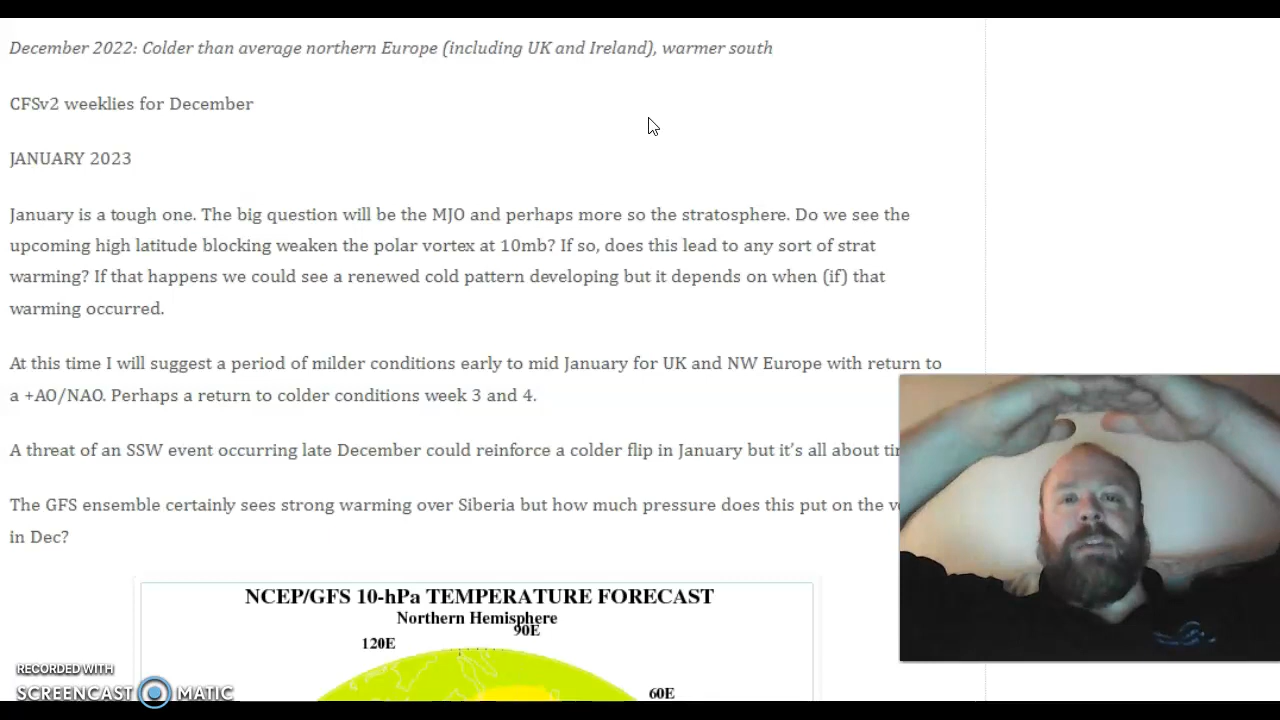 December 2022: Colder than average northern Europe (including UK and Ireland), warmer south
CFSv2 weeklies for December
JANUARY 2023
January is a tough one. The big question will be the MJO and perhaps more so the stratosphere. Do we see the
upcoming high latitude blocking weaken the polar vortex at 10mb? If so, does this lead to any sort of strat
warming? If that happens we could see a renewed cold pattern developing but it depends on when (if) that
warming occurred.
At this time I will suggest a period of milder conditions early to mid January for UK and NW Europe with return to
a +AO/NAO. Perhaps a return to colder conditions week 3 and 4.
A threat of an SSW event occurring late December could reinforce a colder flip in January but it's all about
The GFS ensemble certainly sees strong warming over Siberia but how much pressure does this put on the
in Dec?
NCEP/GFS 10-hPa TEMPERATURE FORECAST
Northern Hemisphere
90E
120E
60E
RECORDED WITH
SCREENCAST MATIC